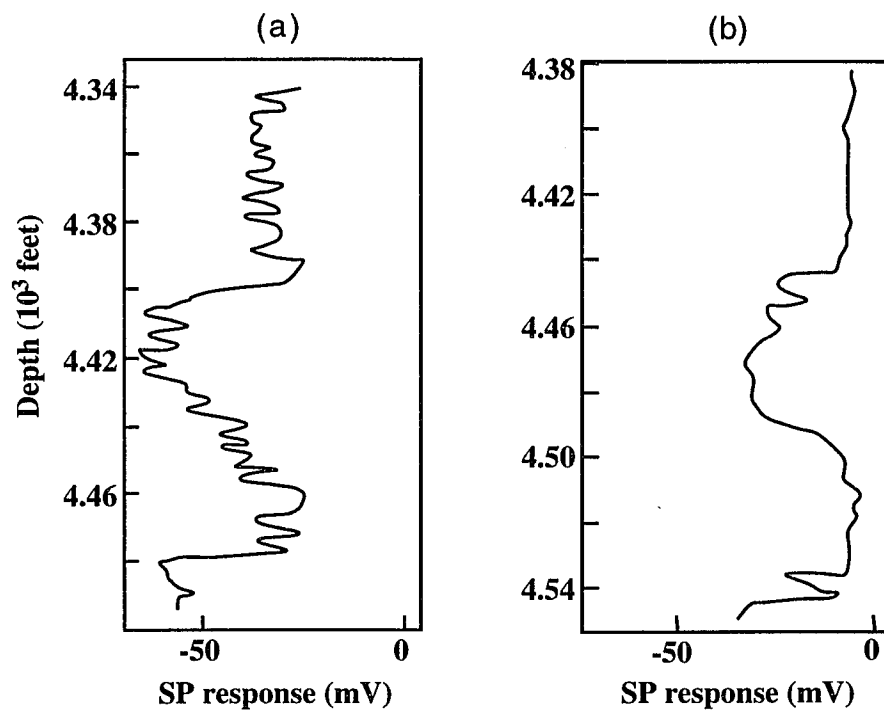 (a)
(b)
4.34
4.38
4.42
4.46
Depth (10³ feet)
-50
0
SP response (mV)
4.38
4.42
4.46
4.50
4.54
-50
0
SP response (mV)